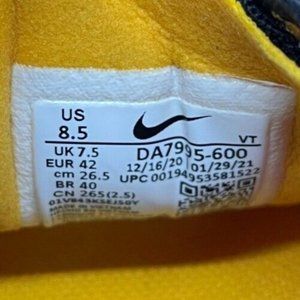 US
8.5
VT
UK 7.5
EUR 42
cm 26.5
BR 40
CN 265(2.5)
DA7995-600
12/16/20 01/29/21
UPC 00194953581522